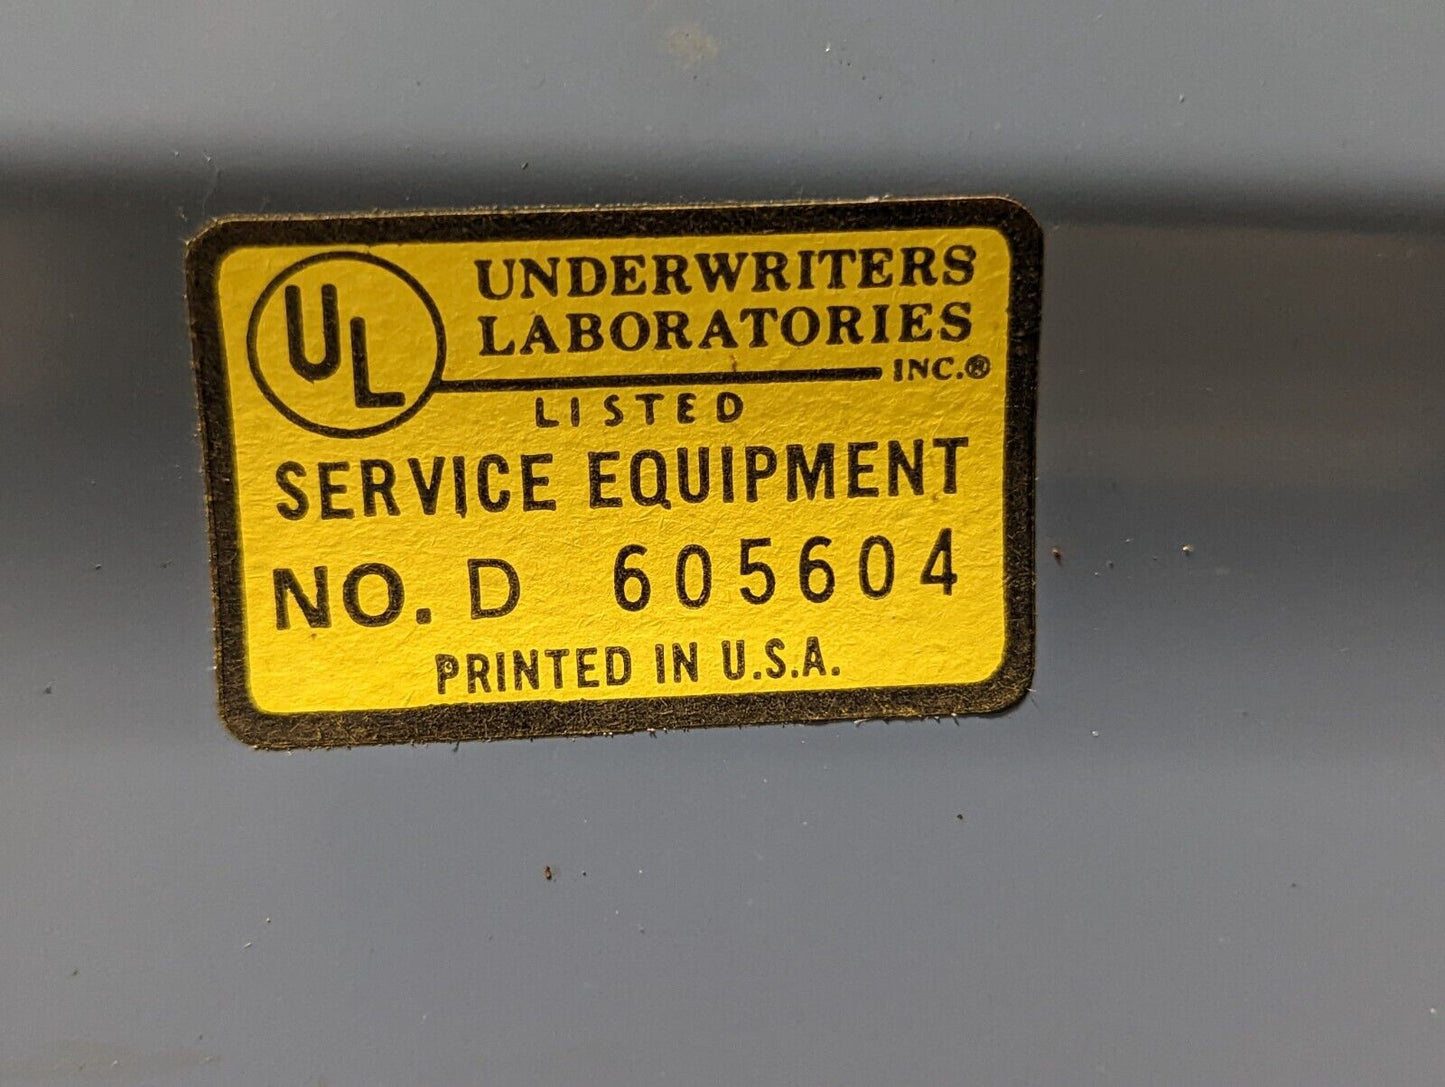 UL
UNDERWRITERS
LABORATORIES
INC.®
LISTED
SERVICE EQUIPMENT
NO. D 605604
PRINTED IN U.S.A.